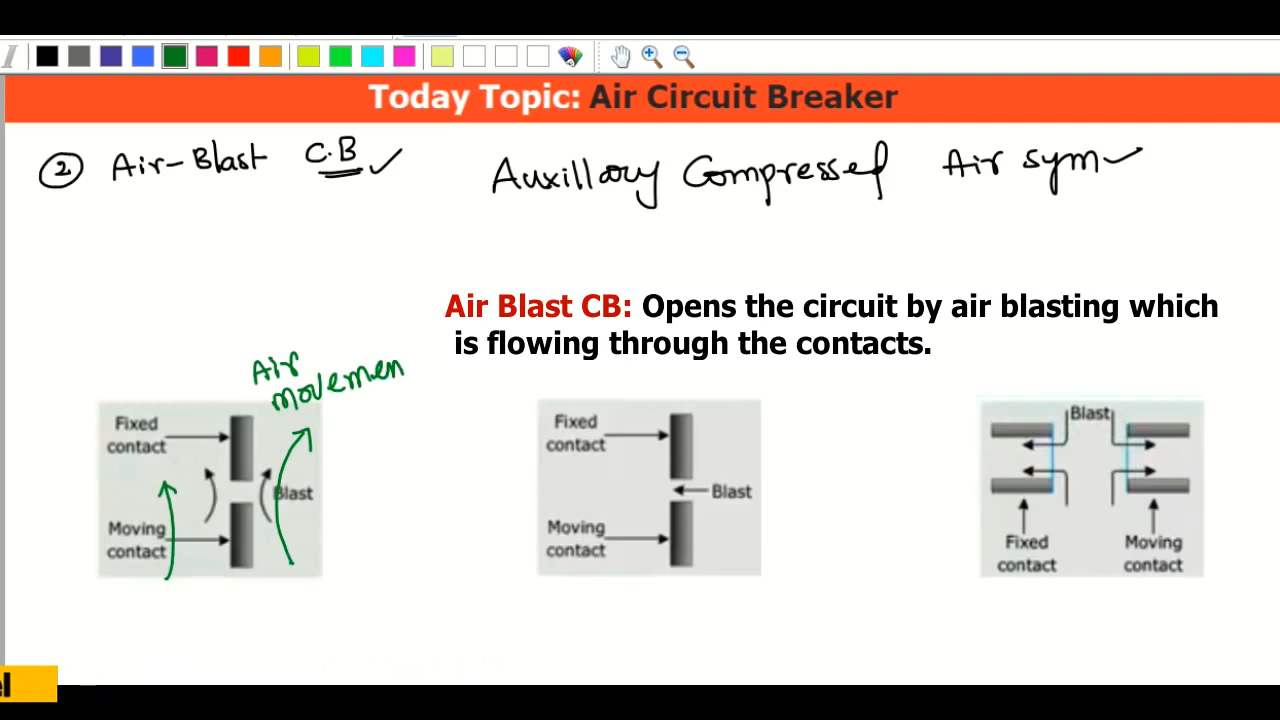 Today Topic: Air Circuit Breaker
2 Air-Blast C.B
Auxillary Compressed Air sym
Air Blast CB: Opens the circuit by air blasting which
is flowing through the contacts.
Air
movemen
Fixed
contact
Blast
Moving
contact
Fixed
contact
Blast
Moving
contact
Blast
Fixed
contact
Moving
contact
el